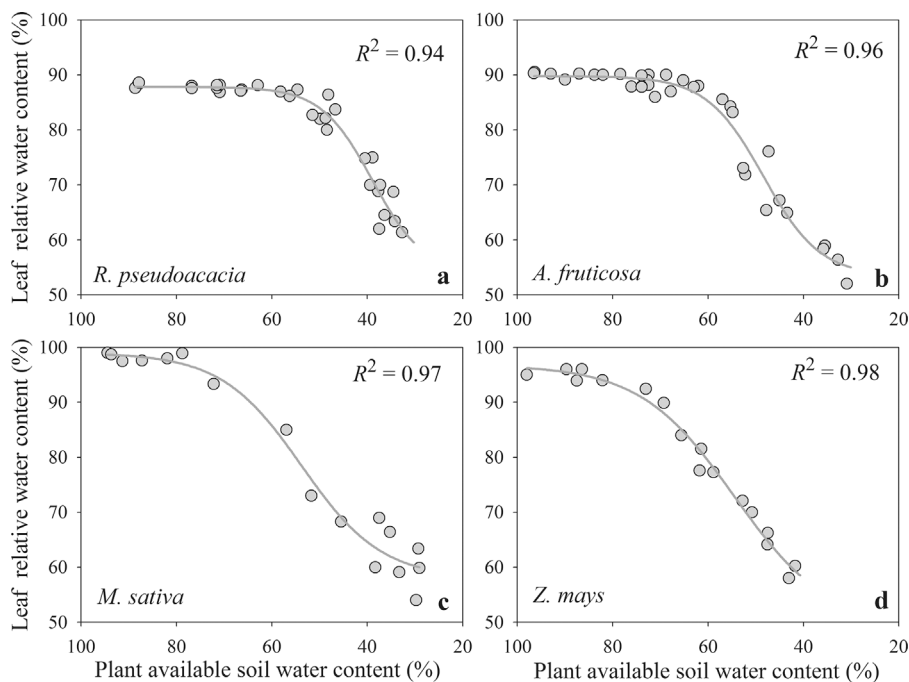 Leaf relative water content (%)
100
90
80
70
60
50
R² = 0.94
R. pseudoacacia
a
100
80
60
40
20
100
90
80
70
60
50
R² = 0.96
A. fruticosa
b
100
80
60
40
20
Leaf relative water content (%)
100
90
80
70
60
50
R² = 0.97
M. sativa
c
100
80
60
40
20
Plant available soil water content (%)
100
90
80
70
60
50
R² = 0.98
Z. mays
d
100
80
60
40
20
Plant available soil water content (%)